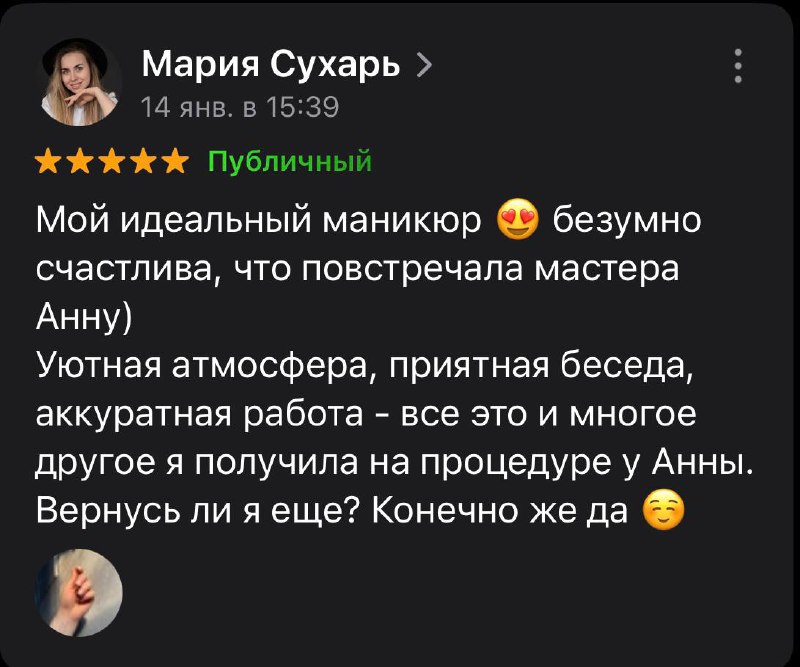 Мария Сухарь
14 янв. в 15:39
Публичный
Мой идеальный маникюр 😍 безумно
счастлива, что повстречала мастера
Анну)
Уютная атмосфера, приятная беседа,
аккуратная работа - все это и многое
другое я получила на процедуре у Анны.
Вернусь ли я еще? Конечно же да ☺️